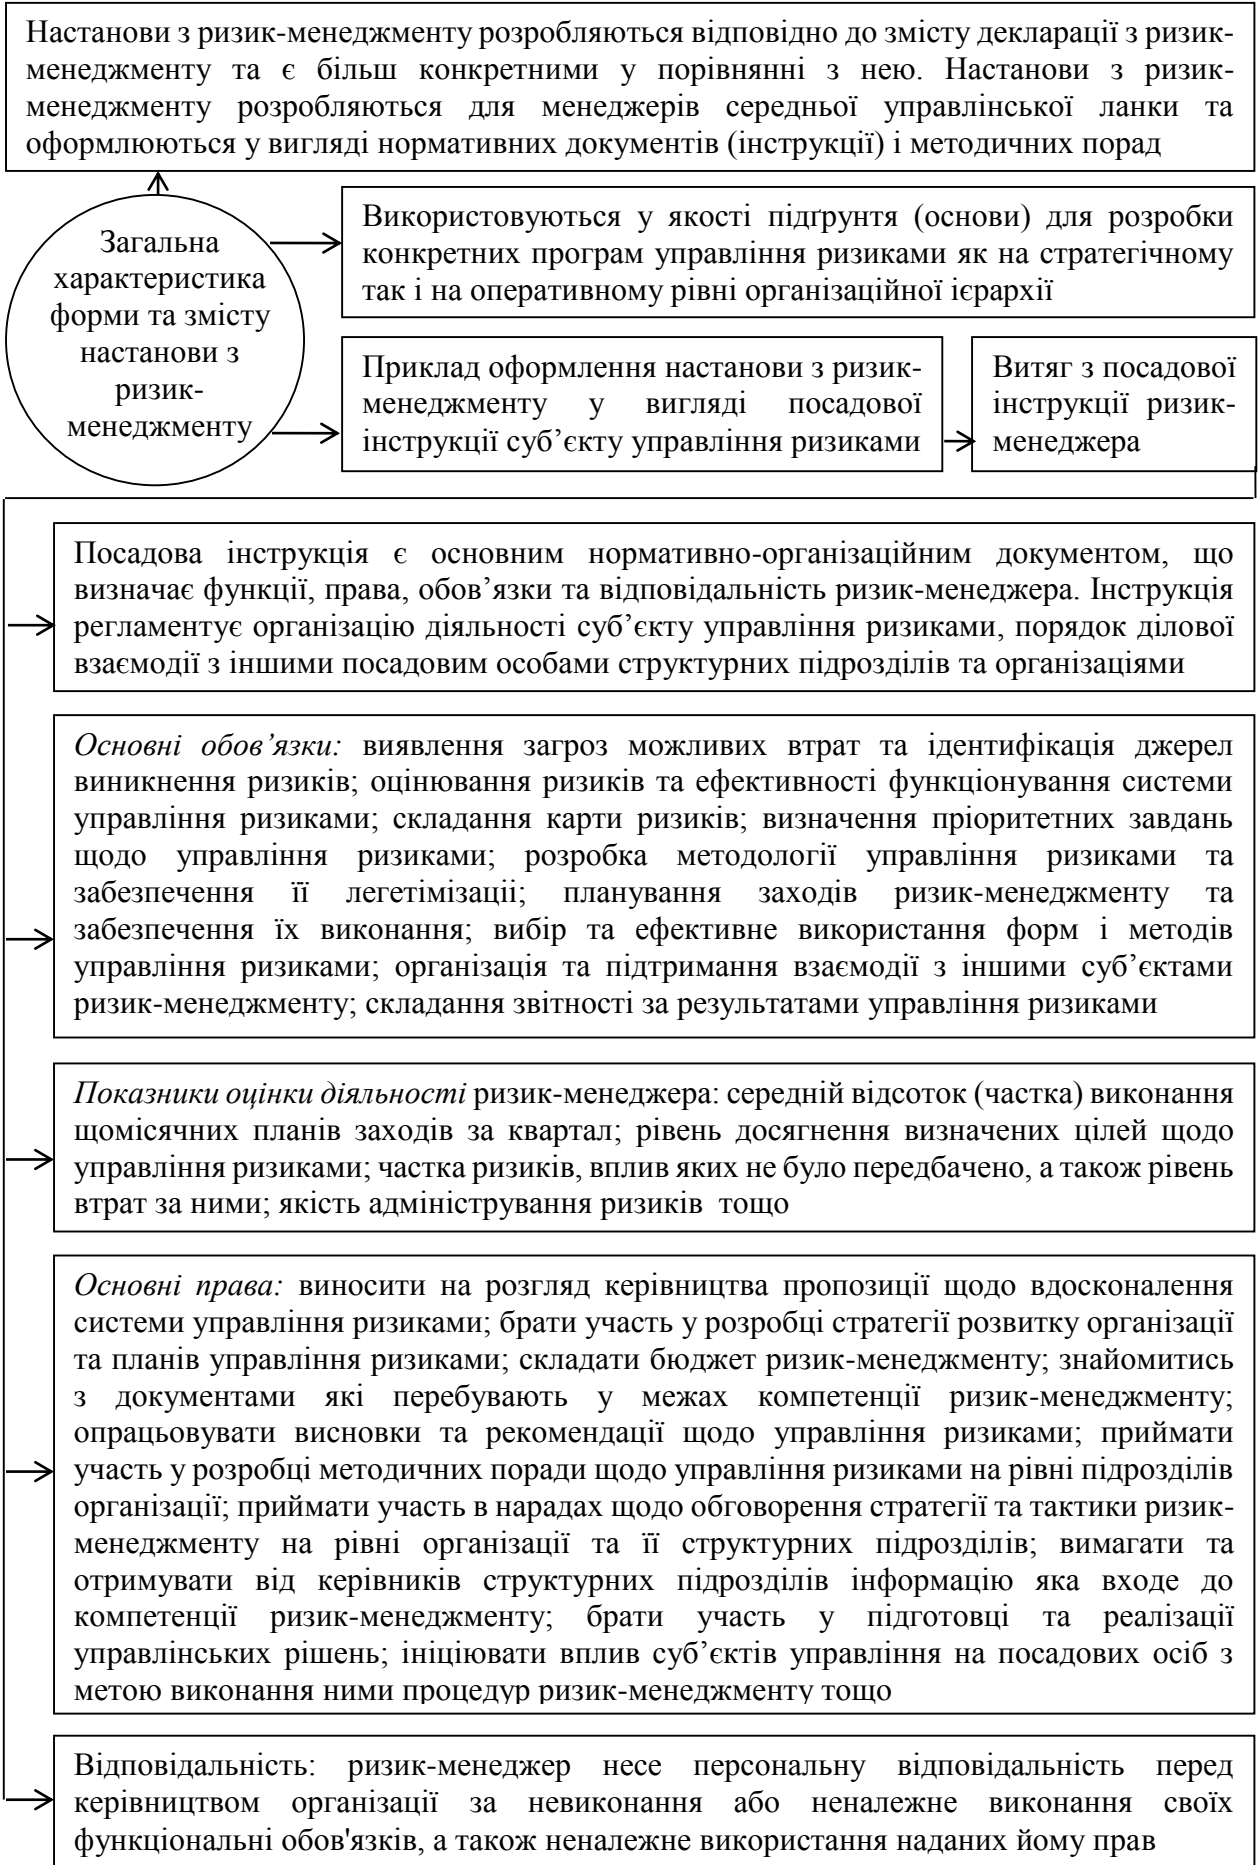 Настанови з ризик-менеджменту розробляються відповідно до змісту декларації з ризик-
менеджменту та є більш конкретними у порівнянні з нею. Настанови з ризик-
менеджменту розробляються для менеджерів середньої управлінської ланки та
оформлюються у вигляді нормативних документів (інструкції) і методичних порад
Загальна
характеристика
форми та змісту
настанови з
ризик-
менеджменту
Використовуються у якості підґрунтя (основи) для розробки
конкретних програм управління ризиками як на стратегічному
так і на оперативному рівні організаційної ієрархії
Приклад оформлення настанови з ризик-
менеджменту у вигляді посадової
інструкції суб’єкту управління ризиками
Витяг з посадової
інструкції ризик-
менеджера
Посадова інструкція є основним нормативно-організаційним документом, що
визначає функції, права, обов’язки та відповідальність ризик-менеджера. Інструкція
регламентує організацію діяльності суб’єкту управління ризиками, порядок ділової
взаємодії з іншими посадовим особами структурних підрозділів та організаціями
Основні обов’язки: виявлення загроз можливих втрат та ідентифікація джерел
виникнення ризиків; оцінювання ризиків та ефективності функціонування системи
управління ризиками; складання карти ризиків; визначення пріоритетних завдань
щодо управління ризиками; розробка методології управління ризиками та
забезпечення її легетімізації; планування заходів ризик-менеджменту та
забезпечення їх виконання; вибір та ефективне використання форм і методів
управління ризиками; організація та підтримання взаємодії з іншими суб’єктами
ризик-менеджменту; складання звітності за результатами управління ризиками
Показники оцінки діяльності ризик-менеджера: середній відсоток (частка) виконання
щомісячних планів заходів за квартал; рівень досягнення визначених цілей щодо
управління ризиками; частка ризиків, вплив яких не було передбачено, а також рівень
втрат за ними; якість адміністрування ризиків тощо
Основні права: виносити на розгляд керівництва пропозиції щодо вдосконалення
системи управління ризиками; брати участь у розробці стратегії розвитку організації
та планів управління ризиками; складати бюджет ризик-менеджменту; знайомитись
з документами які перебувають у межах компетенції ризик-менеджменту;
опрацьовувати висновки та рекомендації щодо управління ризиками; приймати
участь у розробці методичних поради щодо управління ризиками на рівні підрозділів
організації; приймати участь в нарадах щодо обговорення стратегії та тактики ризик-
менеджменту на рівні організації та її структурних підрозділів; вимагати та
отримувати від керівників структурних підрозділів інформацію яка входе до
компетенції ризик-менеджменту; брати участь у підготовці та реалізації
управлінських рішень; ініціювати вплив суб’єктів управління на посадових осіб з
метою виконання ними процедур ризик-менеджменту тощо
Відповідальність: ризик-менеджер несе персональну відповідальність перед
керівництвом організації за невиконання або неналежне виконання своїх
функціональні обов'язків, а також неналежне використання наданих йому прав